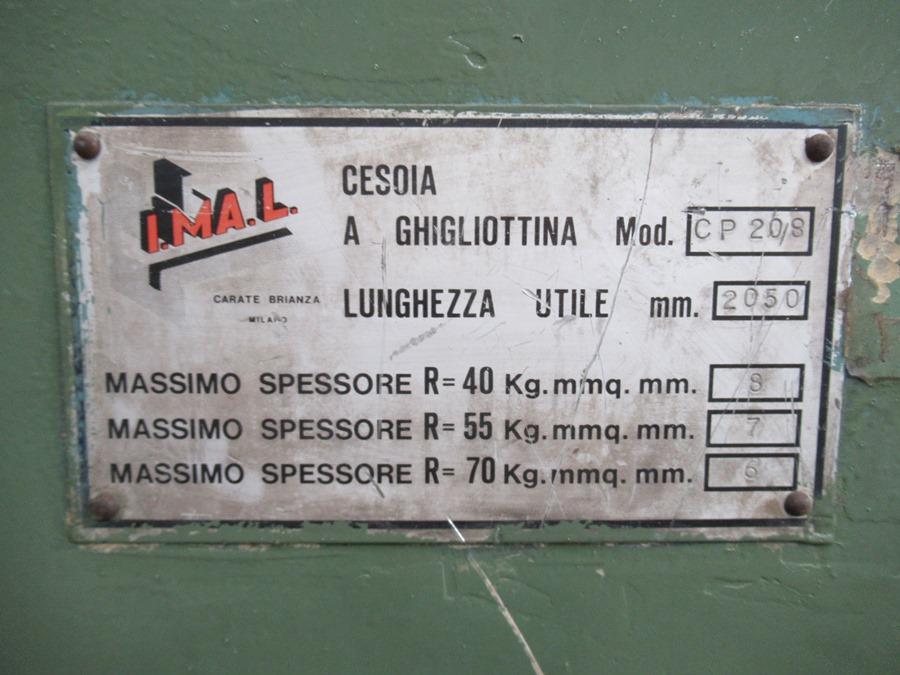 I.MA.L.
CESOIA
A GHIGLIOTTINA Mod. CP 20/8
CARATE BRIANZA
MILANO
LUNGHEZZA UTILE mm. 2050
MASSIMO SPESSORE R= 40 Kg.mmq. mm. 8
MASSIMO SPESSORE R= 55 Kg.mmq. mm. 7
MASSIMO SPESSORE R= 70 Kg.mmq. mm. 6